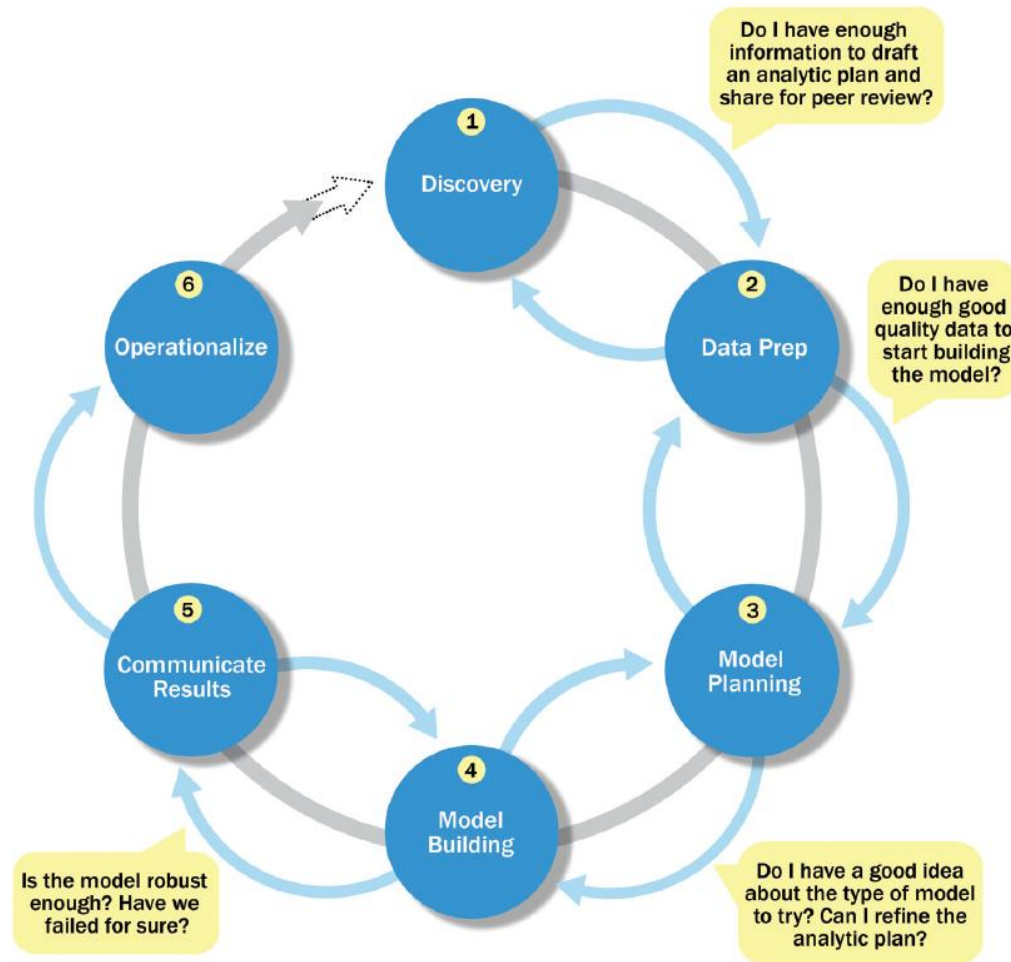 Do I have enough
information to draft
an analytic plan and
share for peer review?
1
Discovery
2
Data Prep
Do I have
enough good
quality data to
start building
the model?
3
Model
Planning
Do I have a good idea
about the type of model
to try? Can I refine the
analytic plan?
4
Model
Building
Is the model robust
enough? Have we
failed for sure?
5
Communicate
Results
6
Operationalize